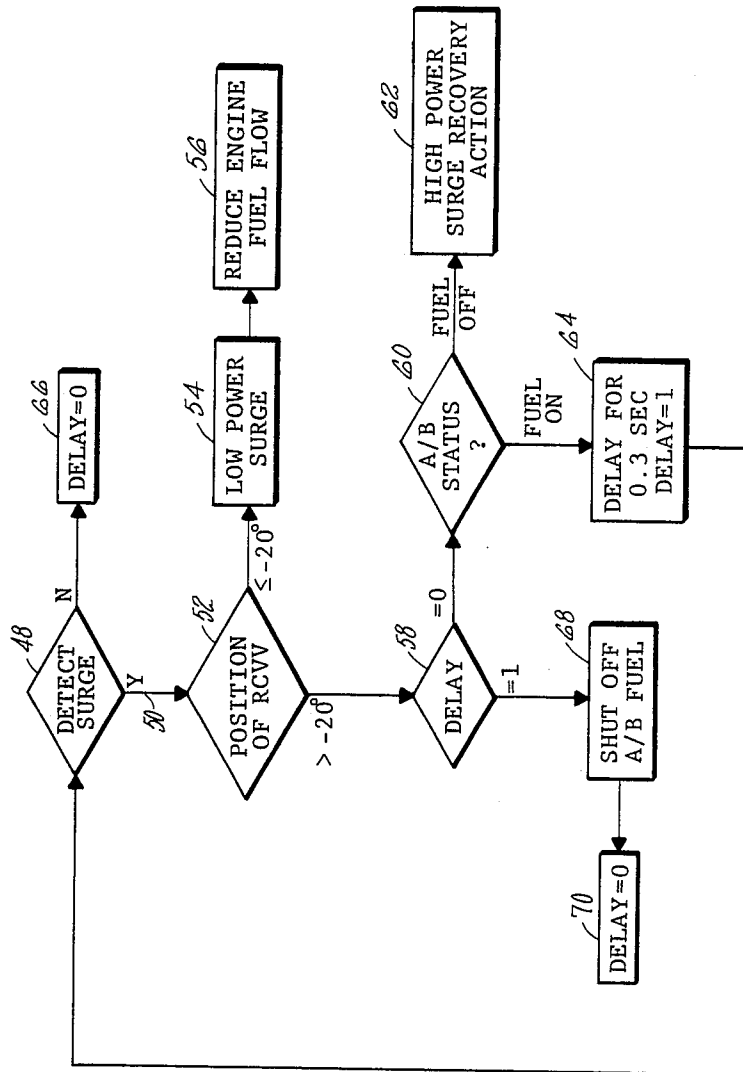 48
DETECT
SURGE
N
66
DELAY=0
Y
50
52
POSITION
OF RCVV
≤-20°
54
LOW POWER
SURGE
56
REDUCE ENGINE
FUEL FLOW
> -20°
58
DELAY
=0
60
A/B
STATUS
?
FUEL
OFF
62
HIGH POWER
SURGE RECOVERY
ACTION
FUEL
ON
64
DELAY FOR
0.3 SEC
DELAY=1
=1
68
SHUT OFF
A/B FUEL
70
DELAY=0